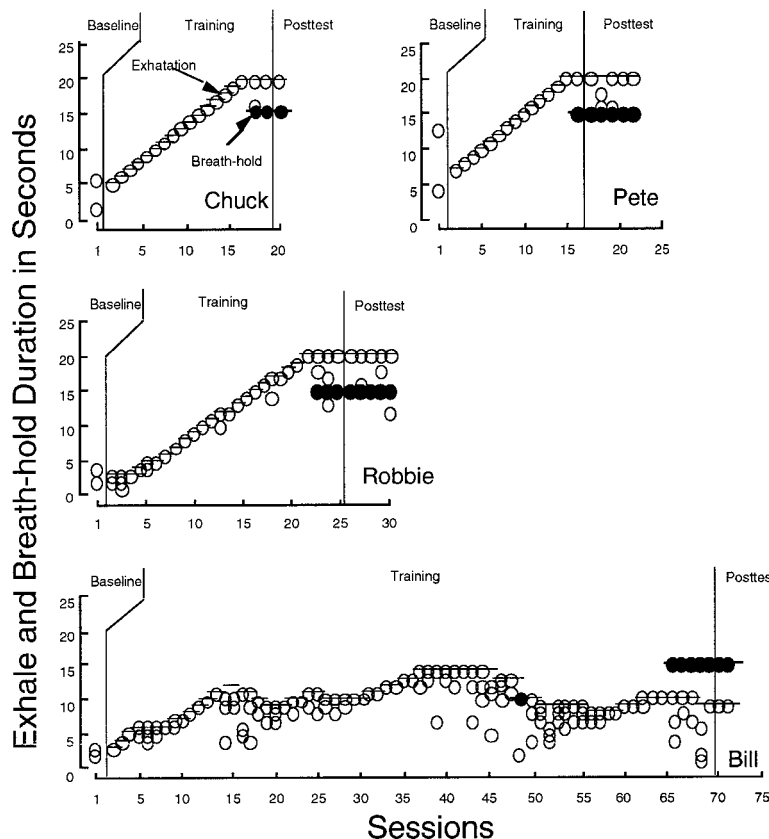 Exhale and Breath-hold Duration in Seconds
Baseline Training Posttest
25
20
15
10
5
0
Exhatation
Breath-hold
Chuck
1 5 10 15 20
Baseline Training Posttest
25
20
15
10
5
0
Pete
1 5 10 15 20 25
Baseline Training Posttest
25
20
15
10
5
0
Robbie
1 5 10 15 20 25 30
Baseline Training Posttes
25
20
15
10
5
0
Bill
1 5 10 15 20 25 30 35 40 45 50 55 60 65 70 75
Sessions